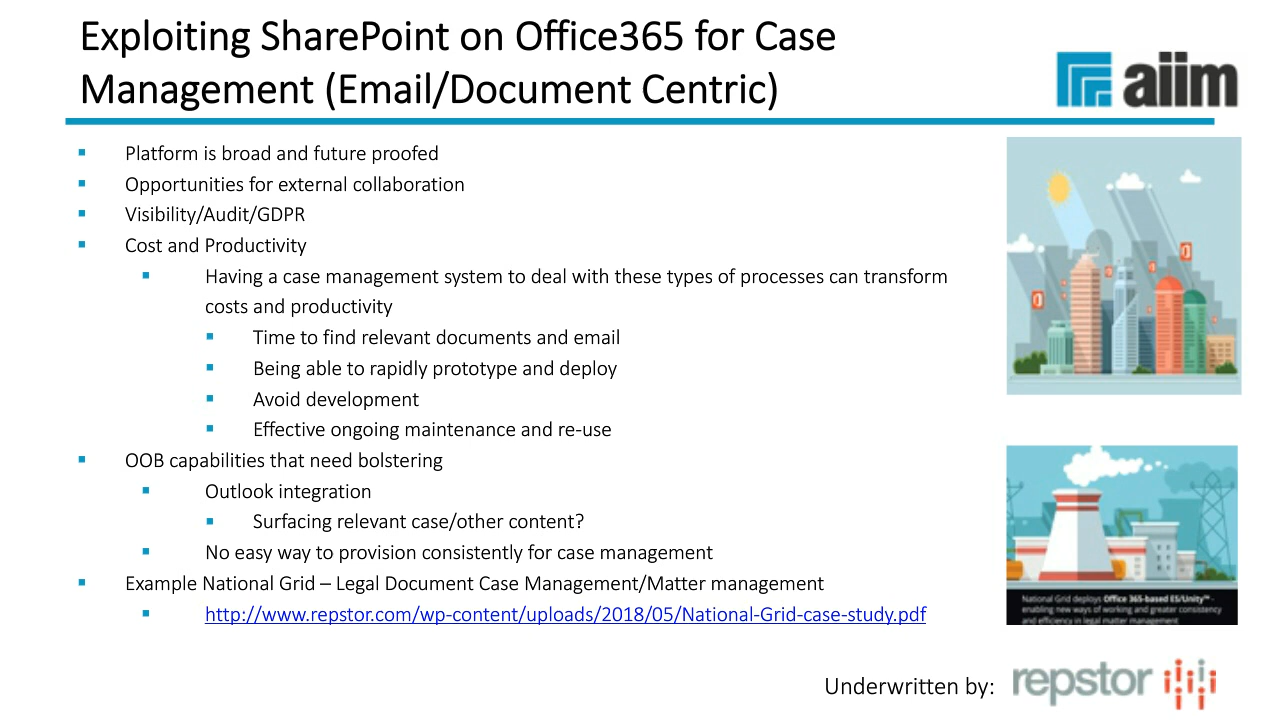 Exploiting SharePoint on Office365 for Case
Management (Email/Document Centric)
aiim
Platform is broad and future proofed
Opportunities for external collaboration
Visibility/Audit/GDPR
Cost and Productivity
Having a case management system to deal with these types of processes can transform
costs and productivity
Time to find relevant documents and email
Being able to rapidly prototype and deploy
Avoid development
Effective ongoing maintenance and re-use
OOB capabilities that need bolstering
Outlook integration
Surfacing relevant case/other content?
No easy way to provision consistently for case management
Example National Grid – Legal Document Case Management/Matter management
http://www.repstor.com/wp-content/uploads/2018/05/National-Grid-case-study.pdf
National Grid deploys Office 365-based ES/Unity™ -
enabling new ways of working and greater consistency
and efficiency in legal matter management
Underwritten by:
repstor